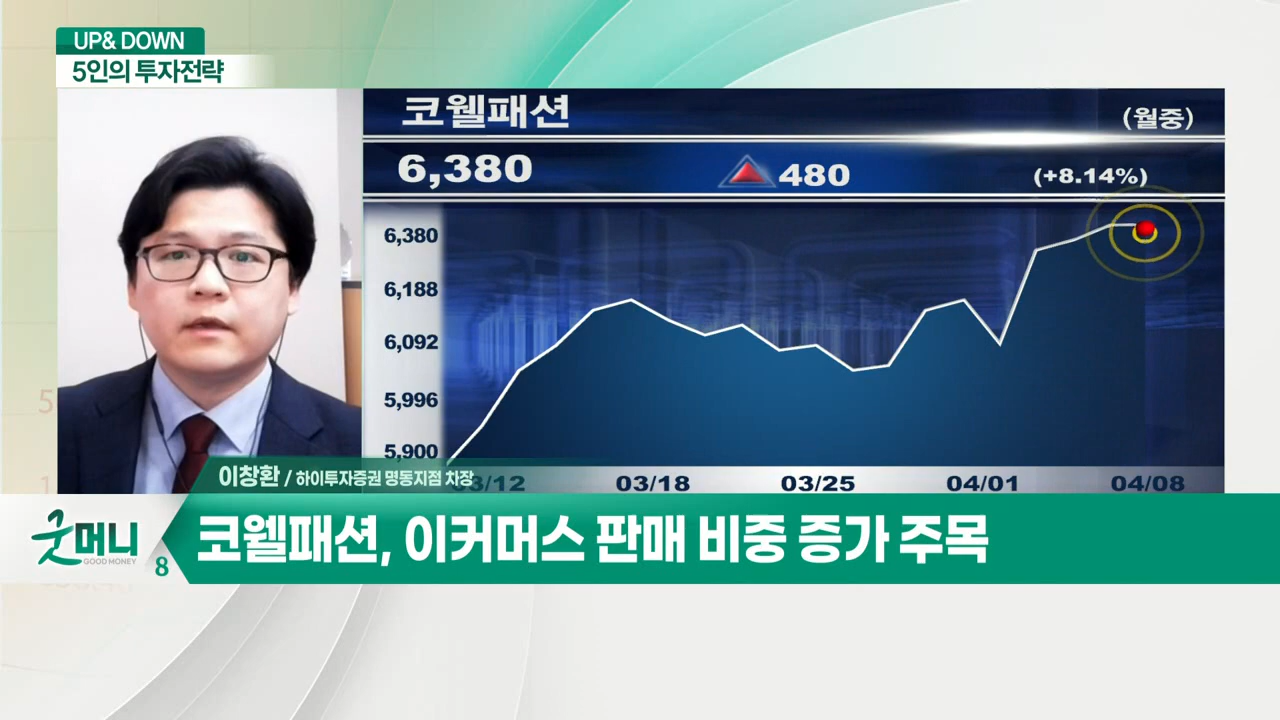 UP& DOWN
5인의 투자전략
코웰패션
(월중)
6,380
480
(+8.14%)
6,380
6,188
6,092
5,996
5,900
03/18
03/25
04/01
04/08
이창환 / 하이투자증권 명동지점 차장
굿머니
GOOD MONEY
8
코웰패션, 이커머스 판매 비중 증가 주목